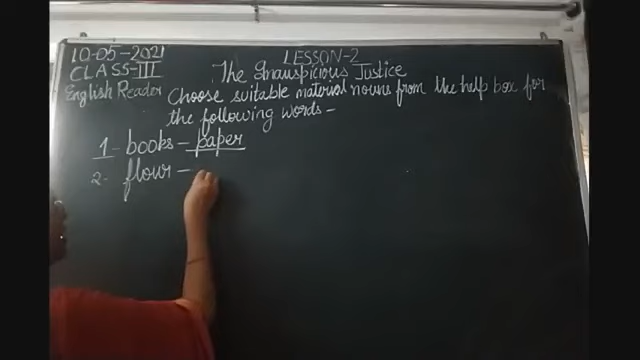 10-05-2021
CLASS-III
English Reader
LESSON-2
The Inauspicious Justice
Choose suitable material nouns from the help box for
the following words -
1- books - paper
2- flour -